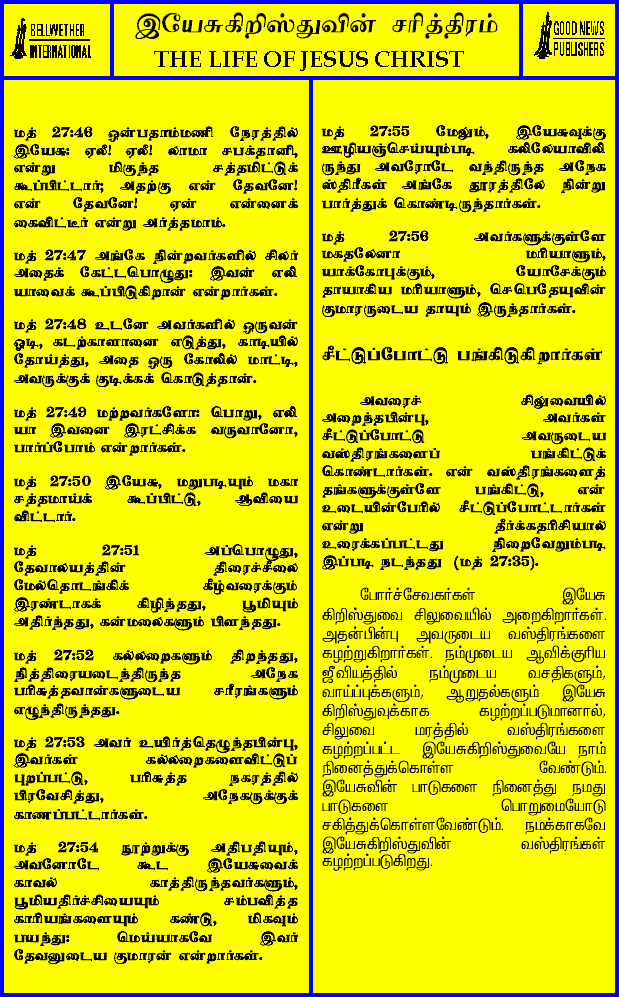 BELLWETHER
INTERNATIONAL
இயேசுகிறிஸ்துவின் சரித்திரம்
THE LIFE OF JESUS CHRIST
GOOD NEWS
PUBLISHERS
மத் 27:46 ஒன்பதாம்மணி நேரத்தில்
இயேசு: ஏலீ! ஏலீ! லாமா சபக்தானி,
என்று மிகுந்த சத்தமிட்டுக்
கூப்பிட்டார்; அதற்கு என் தேவனே!
என் தேவனே! ஏன் என்னைக்
கைவிட்டீர் என்று அர்த்தமாம்.
மத் 27:47 அங்கே நின்றவர்களில் சிலர்
அதைக் கேட்டபொழுது: இவன் எலி
யாவைக் கூப்பிடுகிறான் என்றார்கள்.
மத் 27:48 உடனே அவர்களில் ஒருவன்
ஓடி, கடற்காளானை எடுத்து, காடியில்
தோய்த்து, அதை ஒரு கோலில் மாட்டி,
அவருக்குக் குடிக்கக் கொடுத்தான்.
மத் 27:49 மற்றவர்களோ: பொறு, எலி
யா இவனை இரட்சிக்க வருவானோ,
பார்ப்போம் என்றார்கள்.
மத் 27:50 இயேசு, மறுபடியும் மகா
சத்தமாய்க் கூப்பிட்டு, ஆவியை
விட்டார்.
மத் 27:51 அப்பொழுது,
தேவாலயத்தின் திரைச்சீலை
மேல்தொடங்கிக் கீழ்வரைக்கும்
இரண்டாகக் கிழிந்தது, பூமியும்
அதிர்ந்தது, கன்மலைகளும் பிளந்தது.
மத் 27:52 கல்லறைகளும் திறந்தது,
நித்திரையடைந்திருந்த அநேக
பரிசுத்தவான்களுடைய சரீரங்களும்
எழுந்திருந்தது.
மத் 27:53 அவர் உயிர்த்தெழுந்தபின்பு,
இவர்கள் கல்லறைகளைவிட்டுப்
புறப்பட்டு, பரிசுத்த நகரத்தில்
பிரவேசித்து, அநேகருக்குக்
காணப்பட்டார்கள்.
மத் 27:54 நூற்றுக்கு அதிபதியும்,
அவனோடே கூட இயேசுவைக்
காவல் காத்திருந்தவர்களும்,
பூமியதிர்ச்சியையும் சம்பவித்த
காரியங்களையும் கண்டு, மிகவும்
பயந்து: மெய்யாகவே இவர்
தேவனுடைய குமாரன் என்றார்கள்.
மத் 27:55 மேலும், இயேசுவுக்கு
ஊழியஞ்செய்யும்படி கலிலேயாவிலி
ருந்து அவரோடே வந்திருந்த அநேக
ஸ்திரீகள் அங்கே தூரத்திலே நின்று
பார்த்துக் கொண்டிருந்தார்கள்.
மத் 27:56 அவர்களுக்குள்ளே
மகதலேனா மரியாளும்,
யாக்கோபுக்கும், யோசேக்கும்
தாயாகிய மரியாளும், செபெதேயுவின்
குமாரருடைய தாயும் இருந்தார்கள்.
சீட்டுப்போட்டு பங்கிடுகிறார்கள்
அவரைச் சிலுவையில்
அறைந்தபின்பு, அவர்கள்
சீட்டுப்போட்டு அவருடைய
வஸ்திரங்களைப் பங்கிட்டுக்
கொண்டார்கள். என் வஸ்திரங்களைத்
தங்களுக்குள்ளே பங்கிட்டு, என்
உடையின்பேரில் சீட்டுப்போட்டார்கள்
என்று தீர்க்கதரிசியால்
உரைக்கப்பட்டது நிறைவேறும்படி
இப்படி நடந்தது (மத் 27:35).
போர்ச்சேவகர்கள் இயேசு
கிறிஸ்துவை சிலுவையில் அறைகிறார்கள்.
அதன்பின்பு அவருடைய வஸ்திரங்களை
கழற்றுகிறார்கள். நம்முடைய ஆவிக்குரிய
ஜீவியத்தில் நம்முடைய வசதிகளும்,
வாய்ப்புக்களும், ஆறுதல்களும் இயேசு
கிறிஸ்துவுக்காக கழற்றப்படுமானால்,
சிலுவை மரத்தில் வஸ்திரங்களை
கழற்றப்பட்ட இயேசுகிறிஸ்துவையே நாம்
நினைத்துக்கொள்ள வேண்டும்.
இயேசுவின் பாடுகளை நினைத்து நமது
பாடுகளை பொறுமையோடு
சகித்துக்கொள்ளவேண்டும். நமக்காகவே
இயேசுகிறிஸ்துவின் வஸ்திரங்கள்
கழற்றப்படுகிறது.